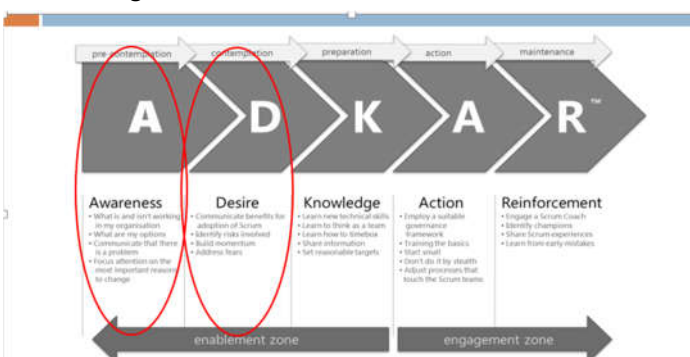 pre-contemplation
contemplation
preparation
action
maintenance
A D K A R ™
Awareness
• What is and isn't working
in my organisation
• What are my options
• Communicate that there
is a problem
• Focus attention on the
most important reasons
to change
Desire
• Communicate benefits for
adoption of Scrum
• Identify risks involved
• Build momentum
• Address fears
Knowledge
• Learn new technical skills
• Learn to think as a team
• Learn how to timebox
• Share information
• Set reasonable targets
Action
• Employ a suitable
governance
framework
• Training the basics
• Start small
• Don't do it by stealth
• Adjust processes that
touch the Scrum teams
Reinforcement
• Engage a Scrum Coach
• Identify champions
• Share Scrum-experiences
• Learn from early mistakes
enablement zone
engagement zone